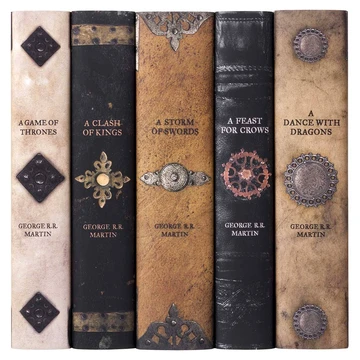 A GAME OF
THRONES
GEORGE R.R.
MARTIN
A CLASH
OF KINGS
GEORGE R.R.
MARTIN
A STORM
OF SWORDS
GEORGE R.R.
MARTIN
A FEAST
FOR CROWS
GEORGE R.R.
MARTIN
A
DANCE WITH
DRAGONS
GEORGE R.R.
MARTIN